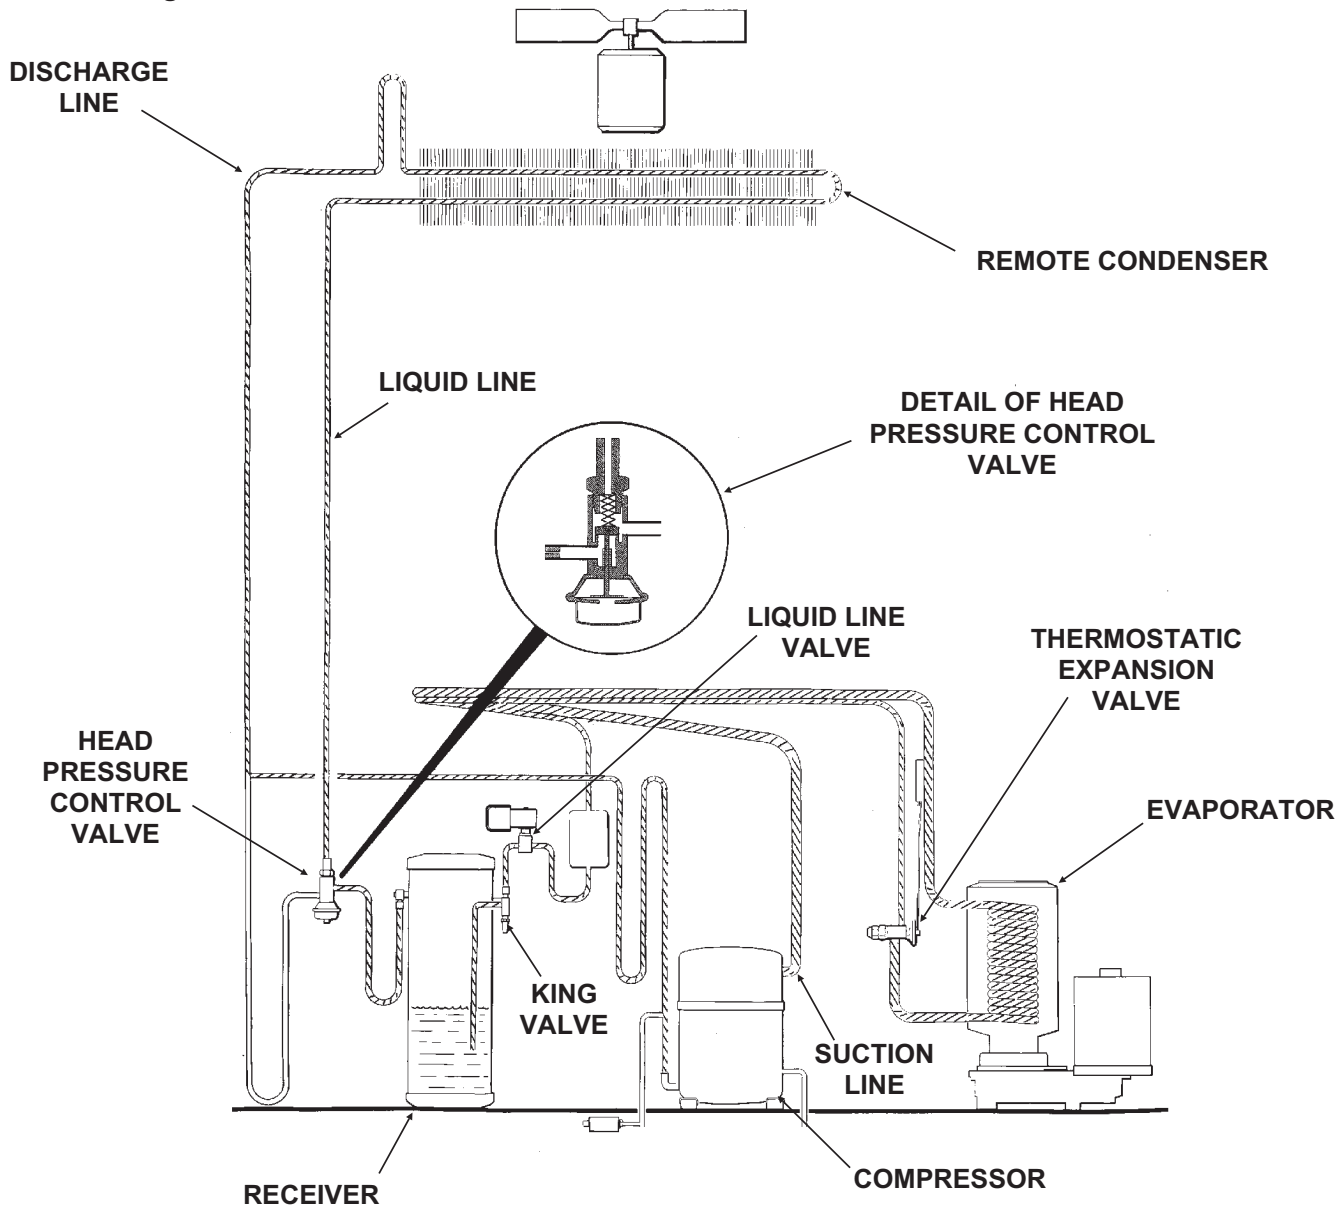 DISCHARGE
LINE
REMOTE CONDENSER
LIQUID LINE
DETAIL OF HEAD
PRESSURE CONTROL
VALVE
LIQUID LINE
VALVE
THERMOSTATIC
EXPANSION
VALVE
HEAD
PRESSURE
CONTROL
VALVE
EVAPORATOR
KING
VALVE
SUCTION
LINE
COMPRESSOR
RECEIVER